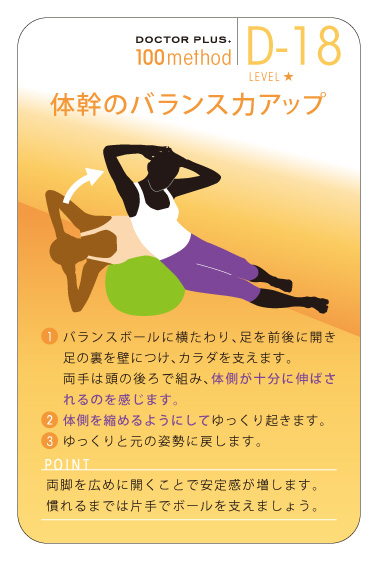 DOCTOR PLUS.
100method
D-18
LEVEL ★
体幹のバランス力アップ
1 バランスボールに横たわり、足を前後に開き
足の裏を壁につけ、カラダを支えます。
両手は頭の後ろで組み、体側が十分に伸ばさ
れるのを感じます。
2 体側を縮めるようにしてゆっくり起きます。
3 ゆっくりと元の姿勢に戻します。
POINT
両脚を広めに開くことで安定感が増します。
慣れるまでは片手でボールを支えましょう。